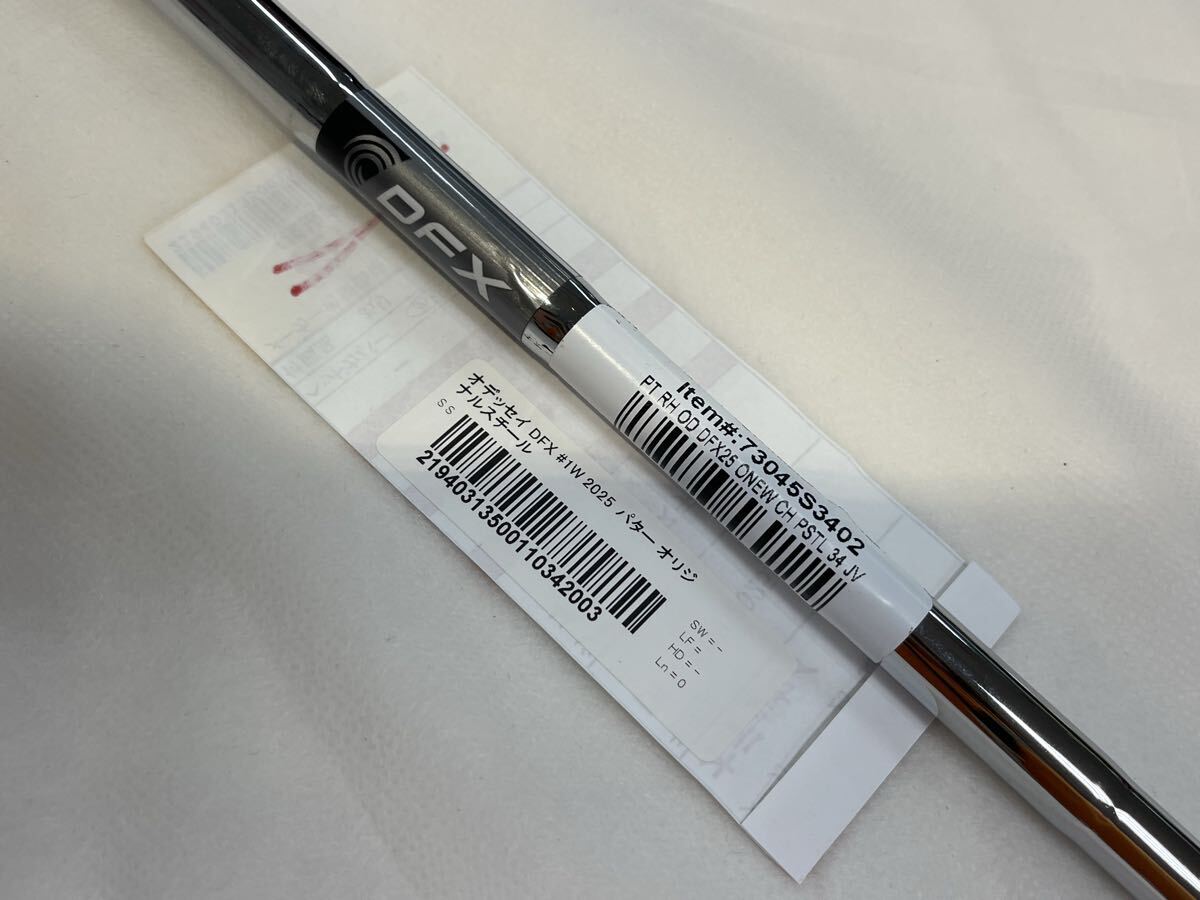 DFX
Item#:73045S3402
PT RH OD DFX25 ONEW CH PSTL 34 JV
オデッセイ DFX #1W 2025 パター オリジ
ナルスチール
S S
21940313500110342003
SW = -
LF =
HD = -
Ln = 0